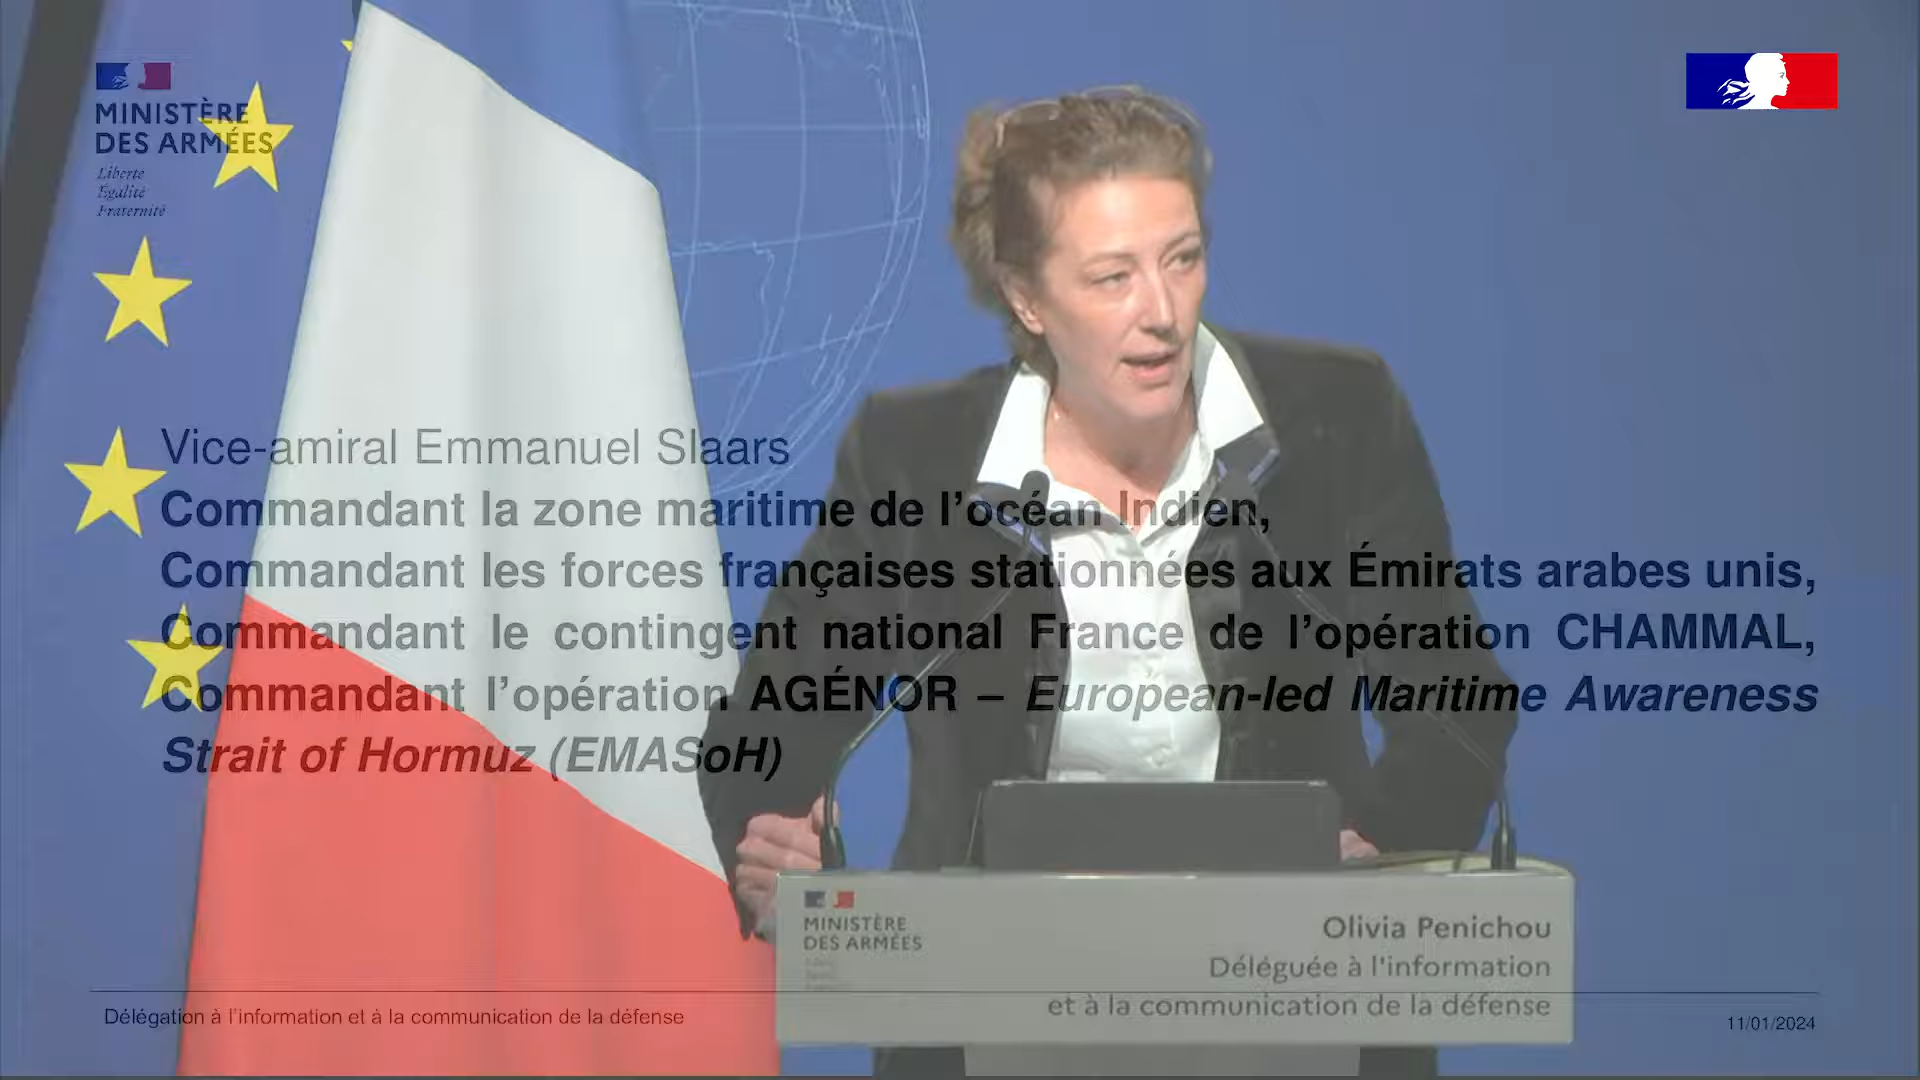 MINISTÈRE
DES ARMÉES
Liberté
Égalité
Fraternité
Vice-amiral Emmanuel Slaars
Commandant la zone maritime de l’océan Indien,
Commandant les forces françaises stationnées aux Émirats arabes unis,
Commandant le contingent national France de l’opération CHAMMAL,
Commandant l’opération AGÉNOR – European-led Maritime Awareness
Strait of Hormuz (EMASoH)
MINISTÈRE
DES ARMÉES
Olivia Penichou
Déléguée à l'information
et à la communication de la défense
Délégation à l’information et à la communication de la défense
11/01/2024